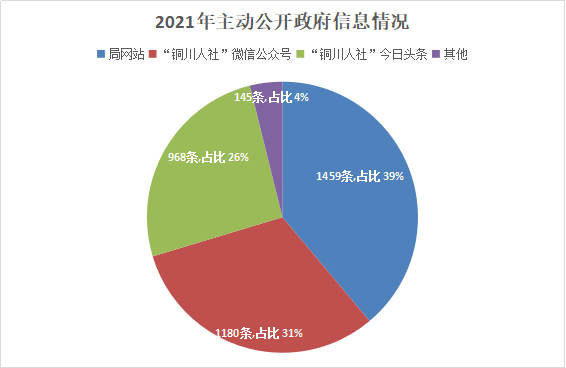 2021年主动公开政府信息情况
局网站 “铜川人社”微信公众号 “铜川人社”今日头条 其他
145条,占比 4%
968条,占比 26%
1459条,占比 39%
1180条,占比 31%